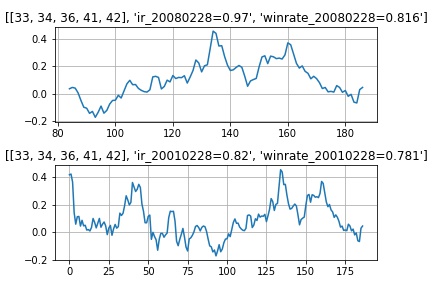 [[33, 34, 36, 41, 42], 'ir_20080228=0.97', 'winrate_20080228=0.816']
0.4
0.2
0.0
−0.2
80 100 120 140 160 180
[[33, 34, 36, 41, 42], 'ir_20010228=0.82', 'winrate_20010228=0.781']
0.4
0.2
0.0
−0.2
0 25 50 75 100 125 150 175